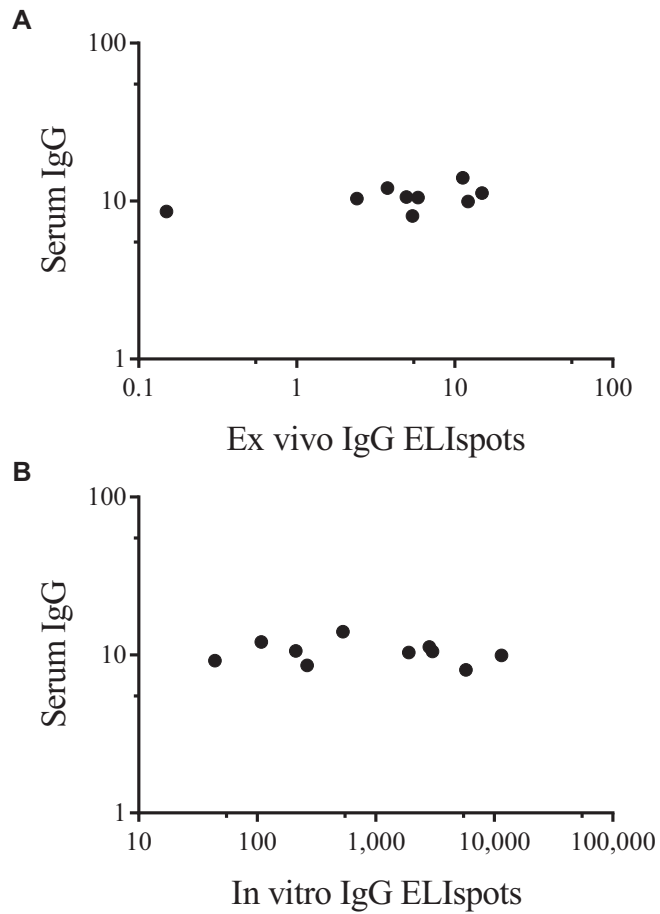 A
100
10
1
Serum IgG
0.1 1 10 100
Ex vivo IgG ELIspots
B
100
10
1
Serum IgG
10 100 1,000 10,000 100,000
In vitro IgG ELIspots